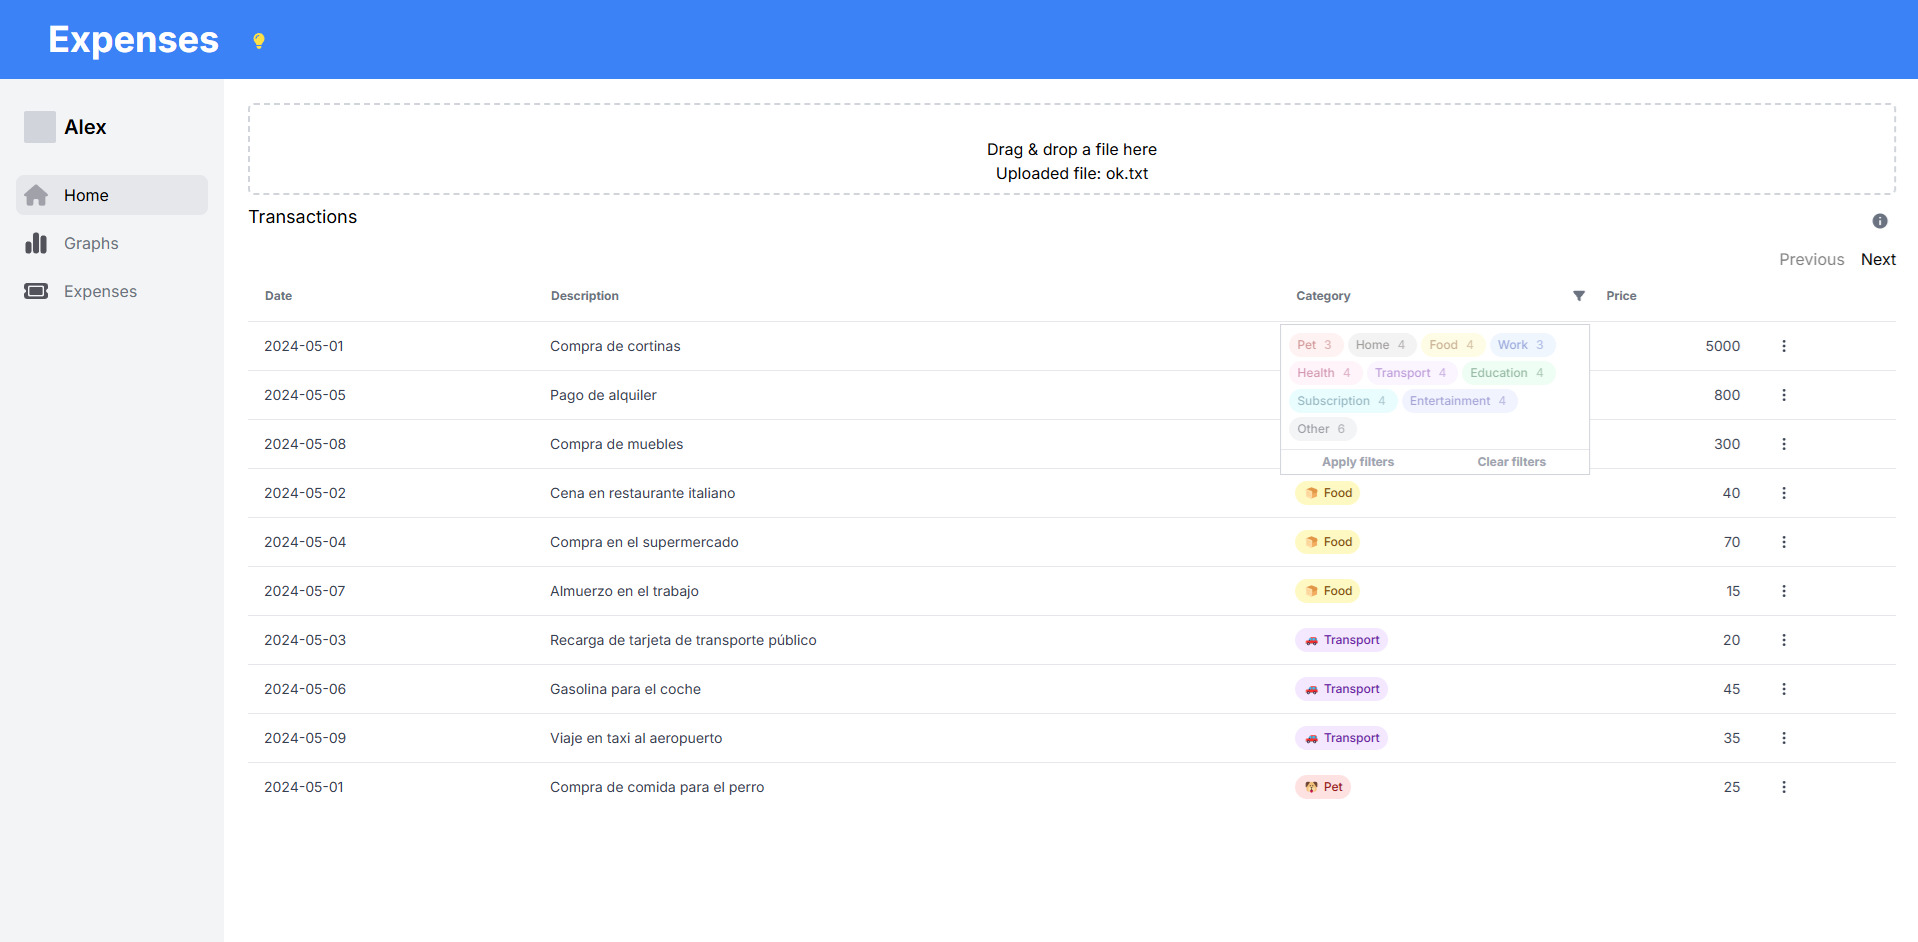 Expenses
Alex
Home
Graphs
Expenses
Drag & drop a file here
Uploaded file: ok.txt
Transactions
Previous Next
Date Description Category Price
2024-05-01 Compra de cortinas 5000
2024-05-05 Pago de alquiler 800
2024-05-08 Compra de muebles 300
Pet 3 Home 4 Food 4 Work 3
Health 4 Transport 4 Education 4
Subscription 4 Entertainment 4
Other 6
Apply filters Clear filters
2024-05-02 Cena en restaurante italiano Food 40
2024-05-04 Compra en el supermercado Food 70
2024-05-07 Almuerzo en el trabajo Food 15
2024-05-03 Recarga de tarjeta de transporte público Transport 20
2024-05-06 Gasolina para el coche Transport 45
2024-05-09 Viaje en taxi al aeropuerto Transport 35
2024-05-01 Compra de comida para el perro Pet 25